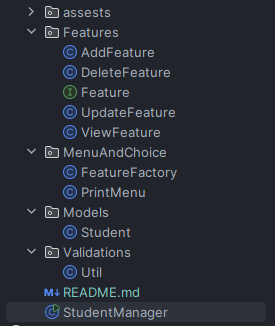 assests
Features
AddFeature
DeleteFeature
Feature
UpdateFeature
ViewFeature
MenuAndChoice
FeatureFactory
PrintMenu
Models
Student
Validations
Util
README.md
StudentManager